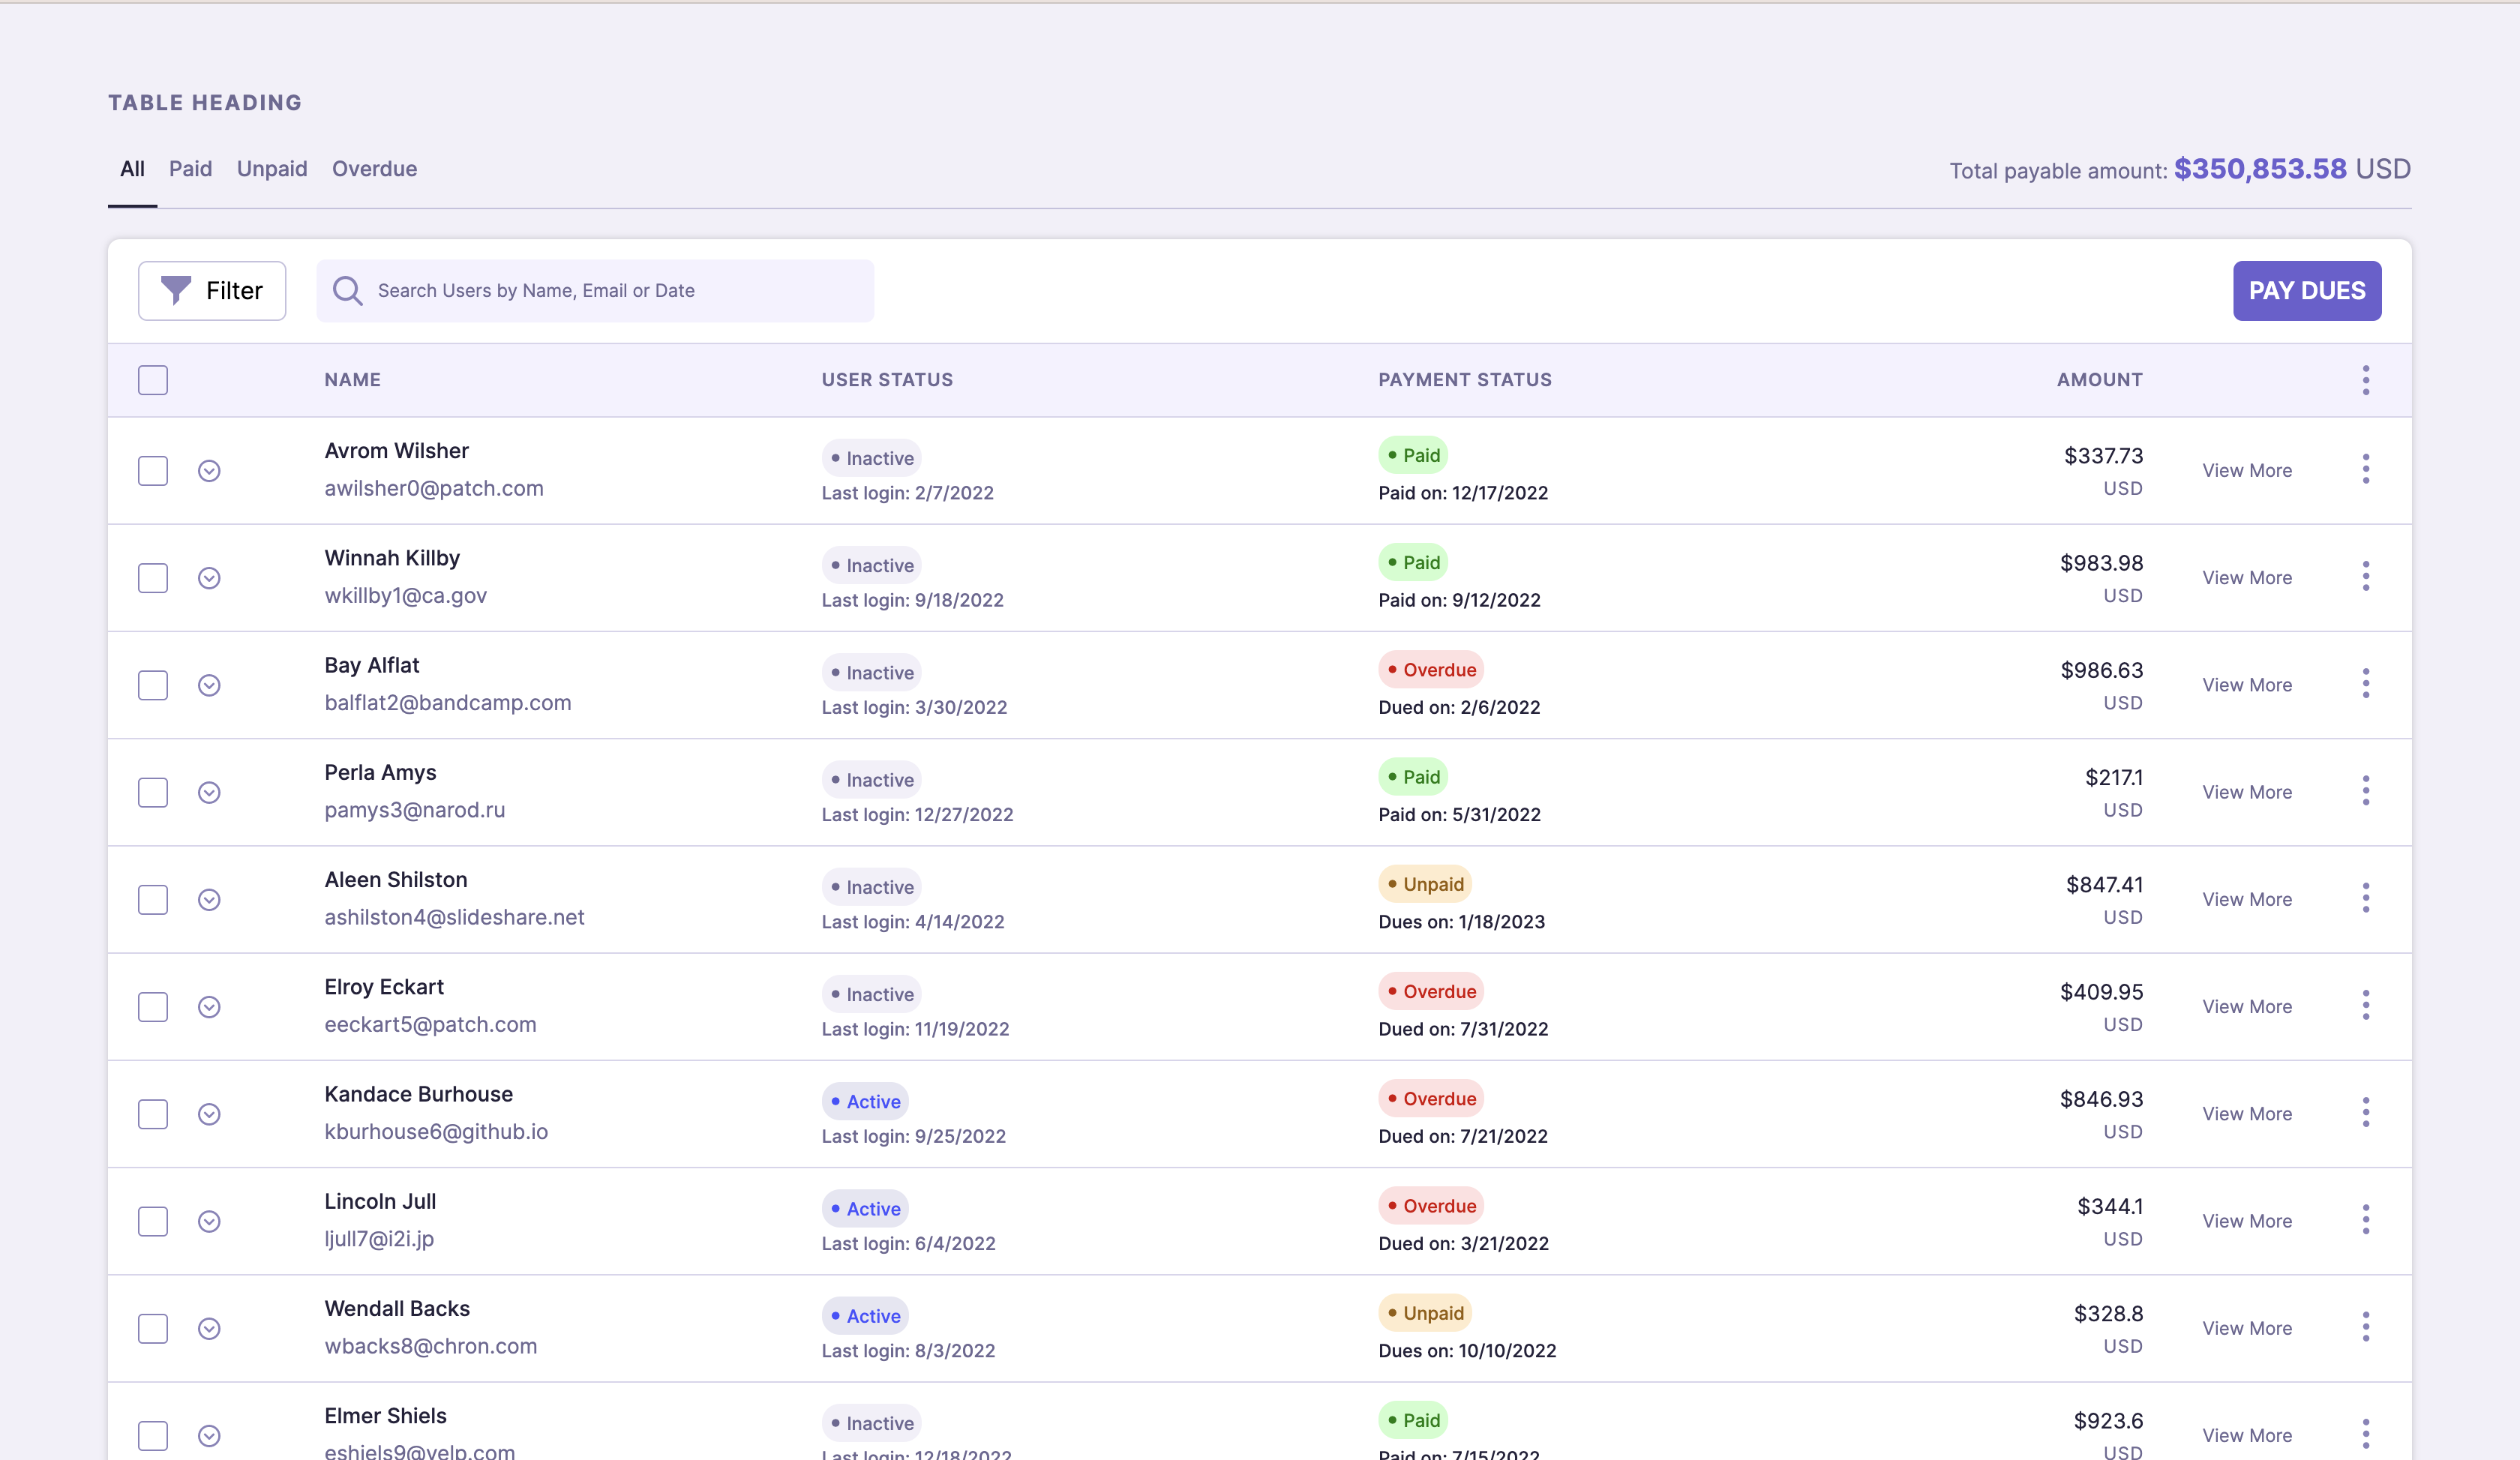 TABLE HEADING
All Paid Unpaid Overdue Total payable amount: $350,853.58 USD
Filter Search Users by Name, Email or Date PAY DUES
NAME USER STATUS PAYMENT STATUS AMOUNT
Avrom Wilsher Inactive Paid $337.73
awilsher0@patch.com Last login: 2/7/2022 Paid on: 12/17/2022 USD View More
Winnah Killby Inactive Paid $983.98
wkillby1@ca.gov Last login: 9/18/2022 Paid on: 9/12/2022 USD View More
Bay Alflat Inactive Overdue $986.63
balflat2@bandcamp.com Last login: 3/30/2022 Dued on: 2/6/2022 USD View More
Perla Amys Inactive Paid $217.1
pamys3@narod.ru Last login: 12/27/2022 Paid on: 5/31/2022 USD View More
Aleen Shilston Inactive Unpaid $847.41
ashilston4@slideshare.net Last login: 4/14/2022 Dues on: 1/18/2023 USD View More
Elroy Eckart Inactive Overdue $409.95
eeckart5@patch.com Last login: 11/19/2022 Dued on: 7/31/2022 USD View More
Kandace Burhouse Active Overdue $846.93
kburhouse6@github.io Last login: 9/25/2022 Dued on: 7/21/2022 USD View More
Lincoln Jull Active Overdue $344.1
ljull7@i2i.jp Last login: 6/4/2022 Dued on: 3/21/2022 USD View More
Wendall Backs Active Unpaid $328.8
wbacks8@chron.com Last login: 8/3/2022 Dues on: 10/10/2022 USD View More
Elmer Shiels Inactive Paid $923.6
eshiels9@yelp.com Last login: 12/18/2022 Paid on: 7/15/2022 USD View More